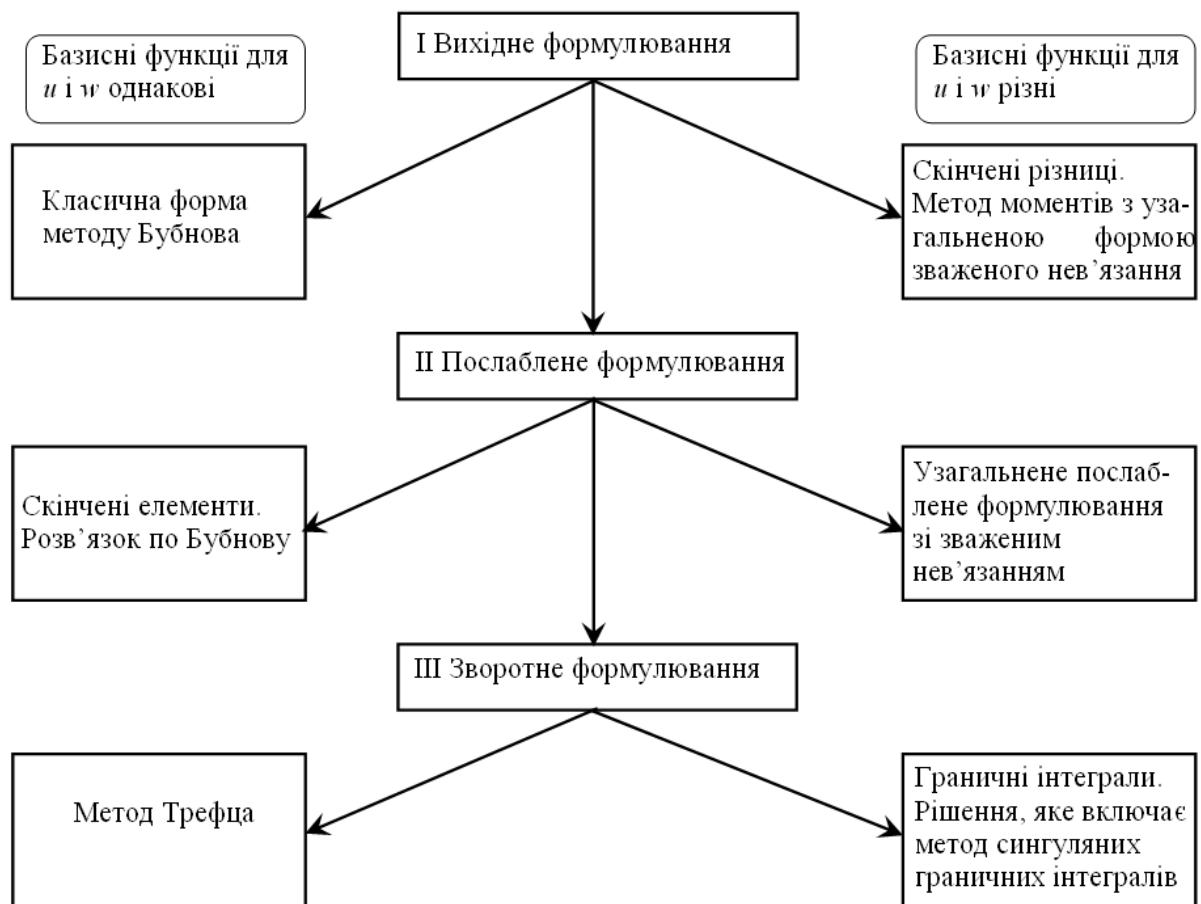 I Вихідне формулювання
Базисні функції для
u і w однакові
Базисні функції для
u і w різні
Класична форма
методу Бубнова
Скінчені різниці.
Метод моментів з уза-
гальненою формою
зваженого нев’язання
II Послаблене формулювання
Скінчені елементи.
Розв’язок по Бубнову
Узагальнене послаб-
лене формулювання
зі зваженим
нев’язанням
III Зворотне формулювання
Метод Трефца
Граничні інтеграли.
Рішення, яке включає
метод сингуляних
граничних інтегралів